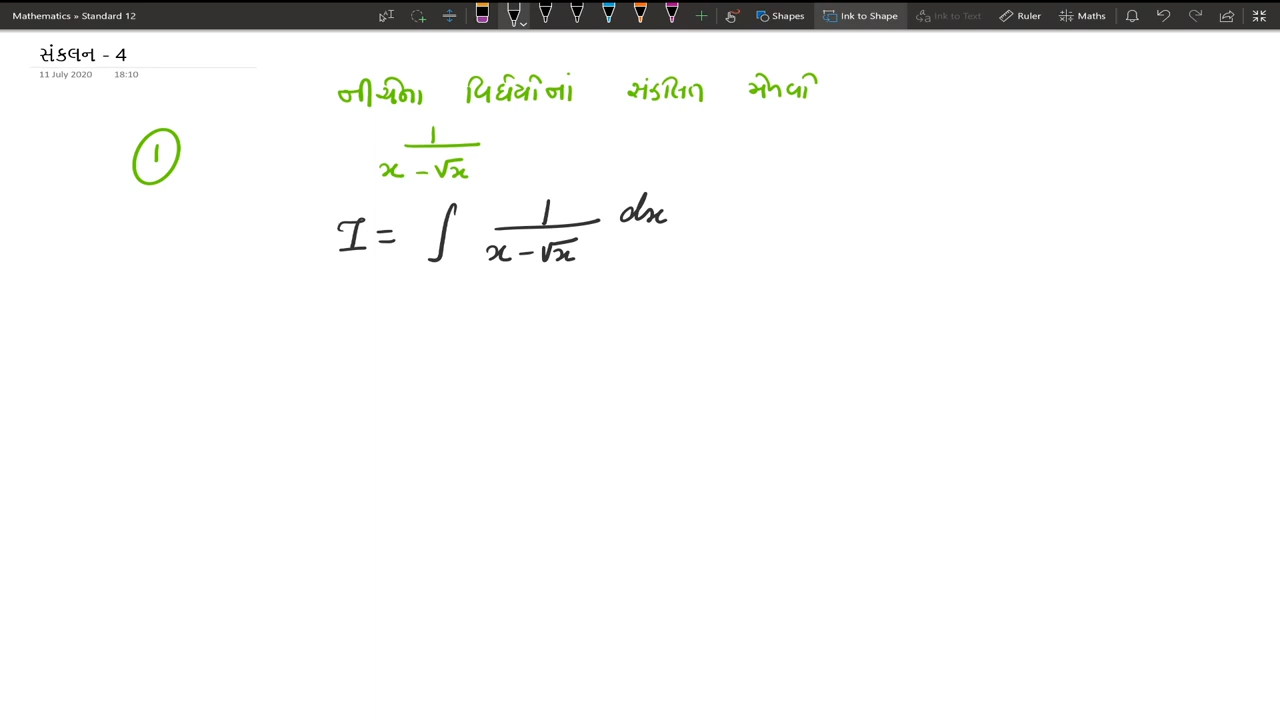 Mathematics » Standard 12
Shapes Ink to Shape Ink to Text Ruler Maths
સંકલન - 4
11 July 2020 18:10
નીચેના વિધેયોનાં સંકલિત મેળવો
1
1 / x - √x
I = ∫ 1 / x - √x dx